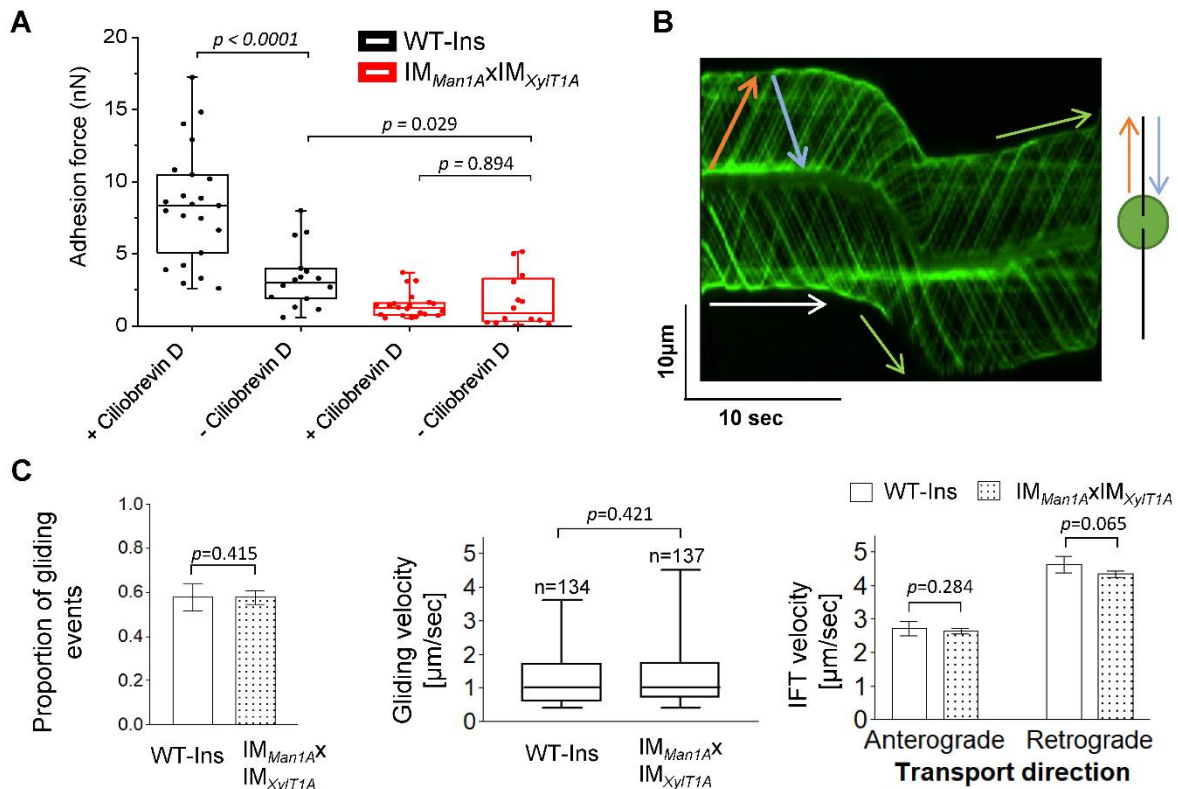 A
Adhesion force (nN)
20
15
10
5
0
p < 0.0001
WT-Ins
IMMan1AxIMXylT1A
p = 0.029
p = 0.894
+ Ciliobrevin D
- Ciliobrevin D
+ Ciliobrevin D
- Ciliobrevin D
B
10µm
10 sec
C
Proportion of gliding
events
1.0
0.8
0.6
0.4
0.2
0.0
p=0.415
WT-Ins
IMMan1Ax
IMXylT1A
Gliding velocity
[µm/sec]
5
4
3
2
1
0
p=0.421
n=134
n=137
WT-Ins
IMMan1Ax
IMXylT1A
WT-Ins
IMMan1AxIMXylT1A
IFT velocity
[µm/sec]
5
4
3
2
1
0
p=0.284
p=0.065
Anterograde
Retrograde
Transport direction